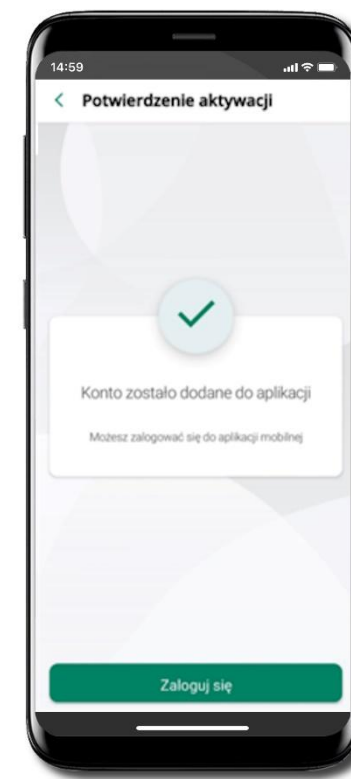 14:59
Potwierdzenie aktywacji
Konto zostało dodane do aplikacji
Możesz zalogować się do aplikacji mobilnej
Zaloguj się